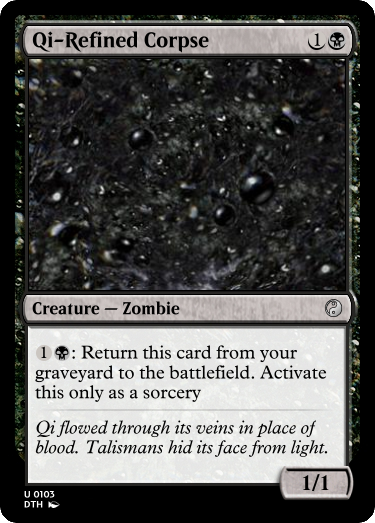 Qi-Refined Corpse 1
Creature — Zombie
1 : Return this card from your
graveyard to the battlefield. Activate
this only as a sorcery
Qi flowed through its veins in place of
blood. Talismans hid its face from light.
1/1
U 0103
DTH